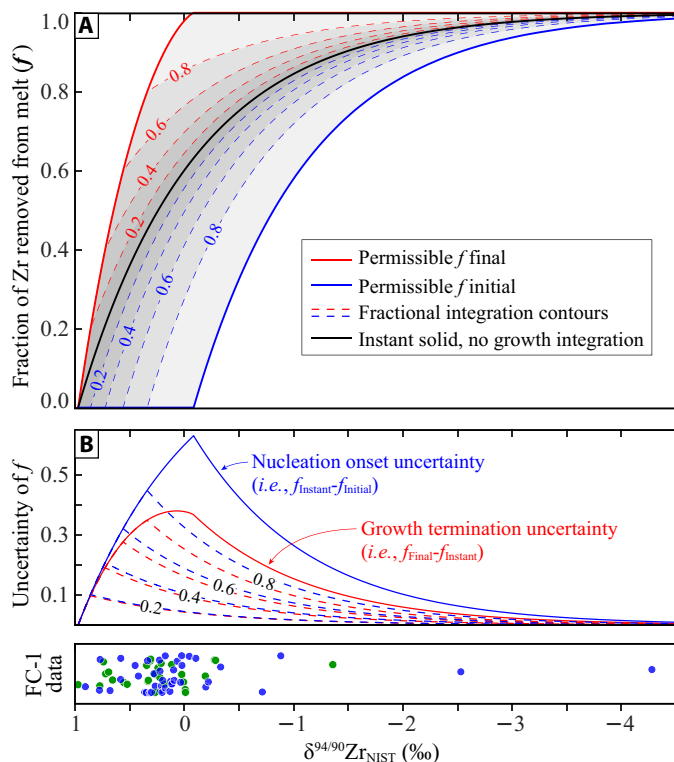 A
1.0
0.8
0.6
0.4
0.2
0.0
Fraction of Zr removed from melt (f)
0.8
0.6
0.4
0.2
0.8
0.6
0.4
0.2
Permissible f final
Permissible f initial
Fractional integration contours
Instant solid, no growth integration
B
0.5
0.3
0.1
Uncertainty of f
Nucleation onset uncertainty
(i.e., fInstant-fInitial)
Growth termination uncertainty
(i.e., fFinal-fInstant)
0.8
0.6
0.4
0.2
FC-1
data
1 0 −1 −2 −3 −4
δ94/90ZrNIST (‰)